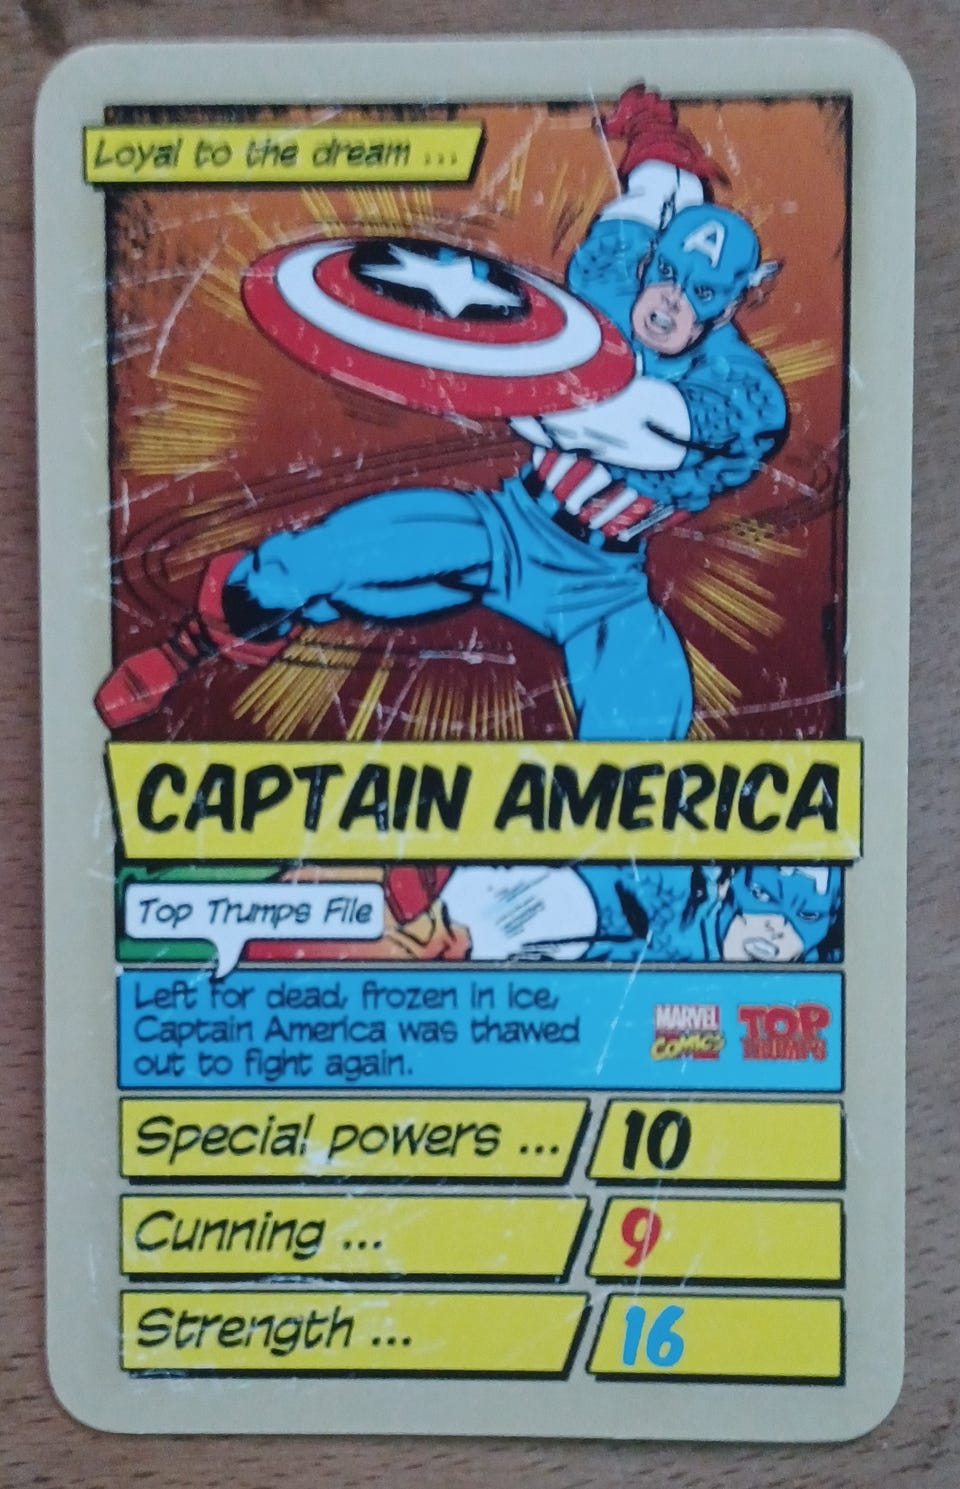 Loyal to the dream ...
A
CAPTAIN AMERICA
A
Top Trumps File
Left for dead, frozen in ice,
Captain America was thawed
out to fight again.
MARVEL
COMICS
TOP
TRUMPS
Special powers ... 10
Cunning ... 9
Strength ... 16